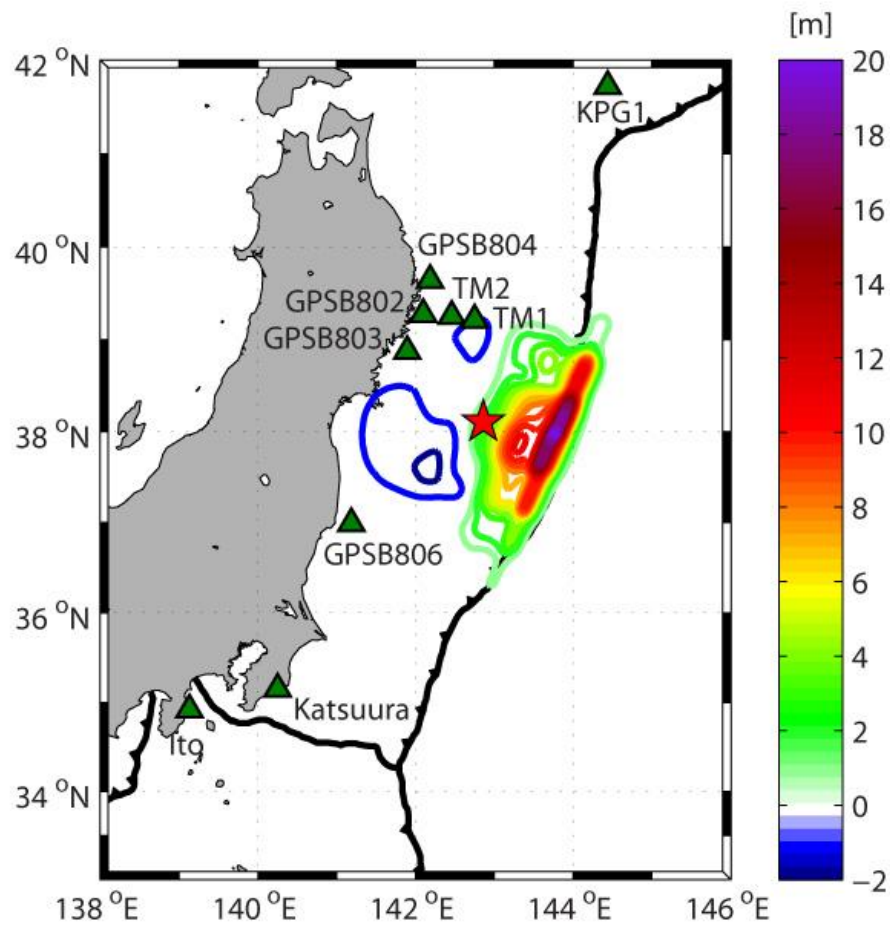 [m]
42 °N
40 °N
38 °N
36 °N
34 °N
138 °E
140 °E
142 °E
144 °E
146 °E
KPG1
GPSB804
TM2
GPSB802
TM1
GPSB803
GPSB806
Katsuura
Ito
20
18
16
14
12
10
8
6
4
2
0
−2